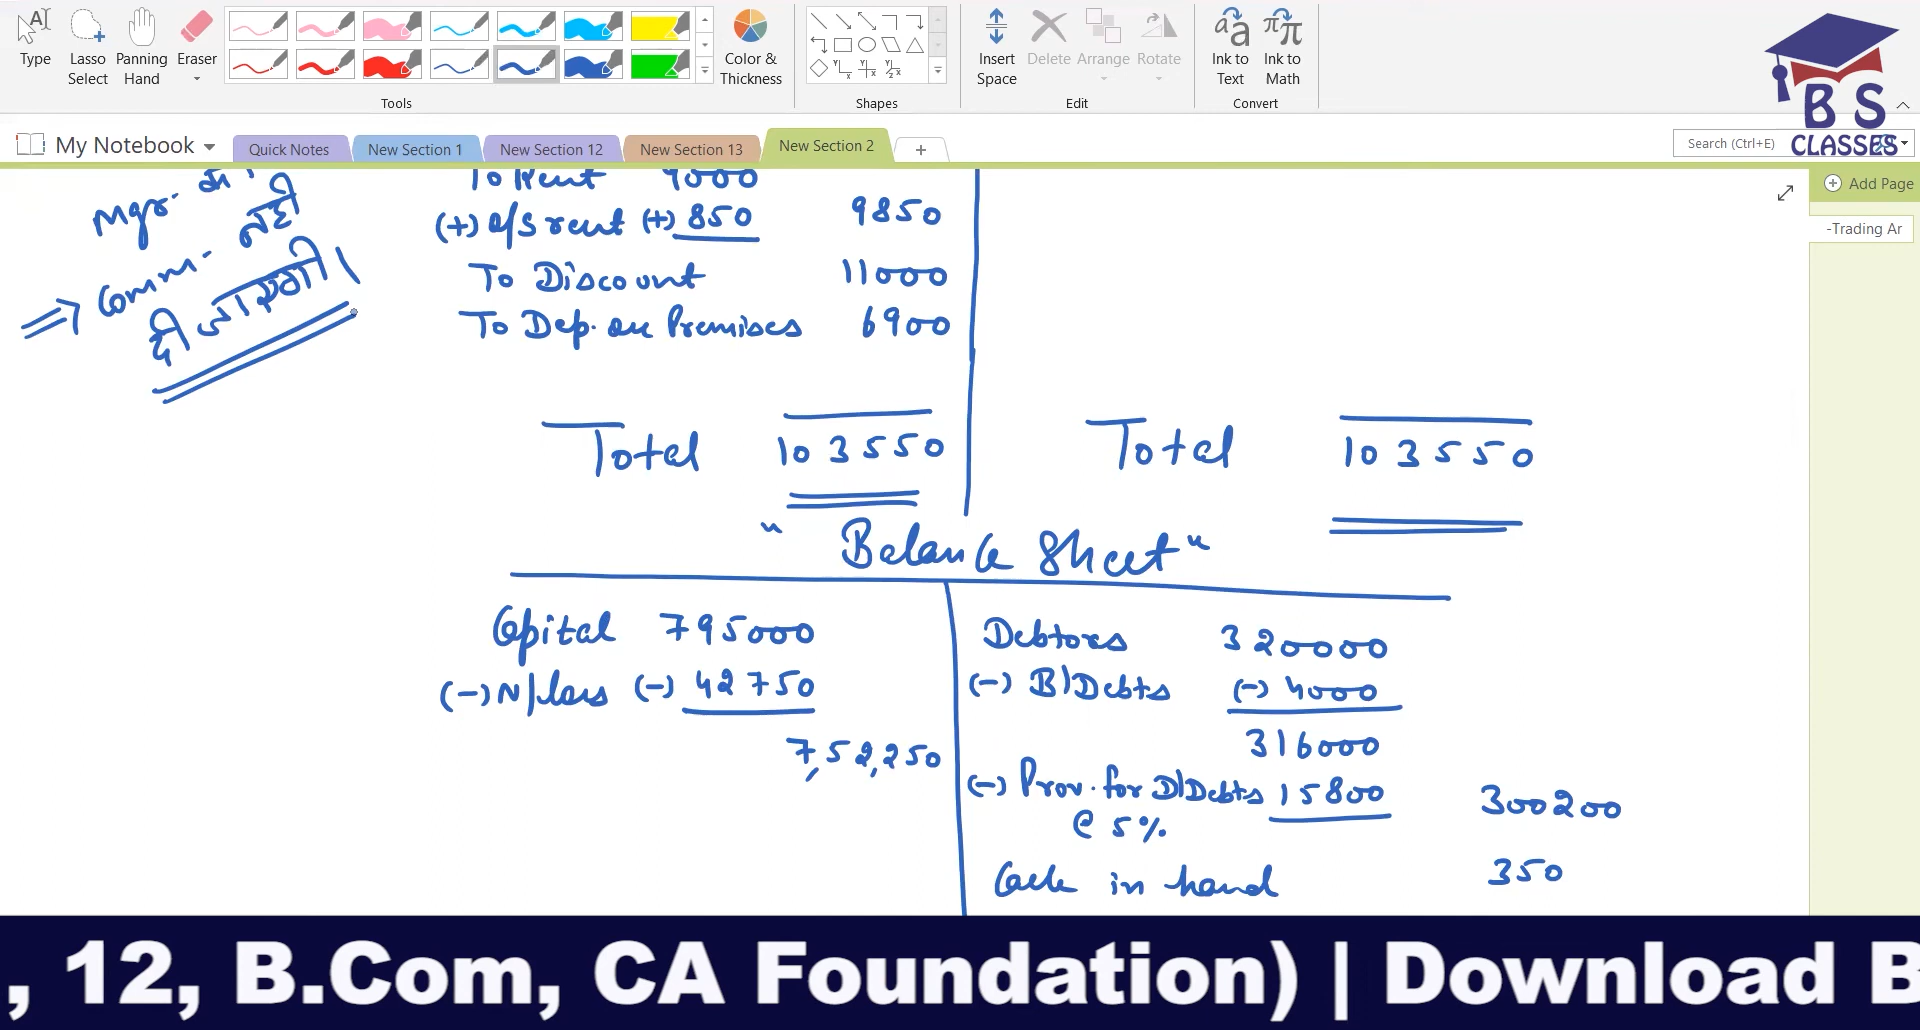 Type
Lasso Select
Panning Hand
Eraser
Color & Thickness
Insert Space
Delete
Arrange
Rotate
Ink to Text
Ink to Math
Tools
Shapes
Edit
Convert
BS
CLASSES
My Notebook
Quick Notes
New Section 1
New Section 12
New Section 13
New Section 2
Search (Ctrl+E)
Add Page
-Trading Ar
Mgr. को
⇒ Comm. नहीं
दी जाएगी।
To Rent 9000
(+) o/s rent (+) 850 9850
To Discount 11000
To Dep. on Premises 6900
Total 103550
Total 103550
"Balance Sheet"
Capital 795000
(-) N/loss (-) 42750
7,52,250
Debtors 320000
(-) B/Debts (-) 4000
316000
(-) Prov. for D/Debts 15800 300200
@ 5%
Cash in hand 350
, 12, B.Com, CA Foundation) | Download B